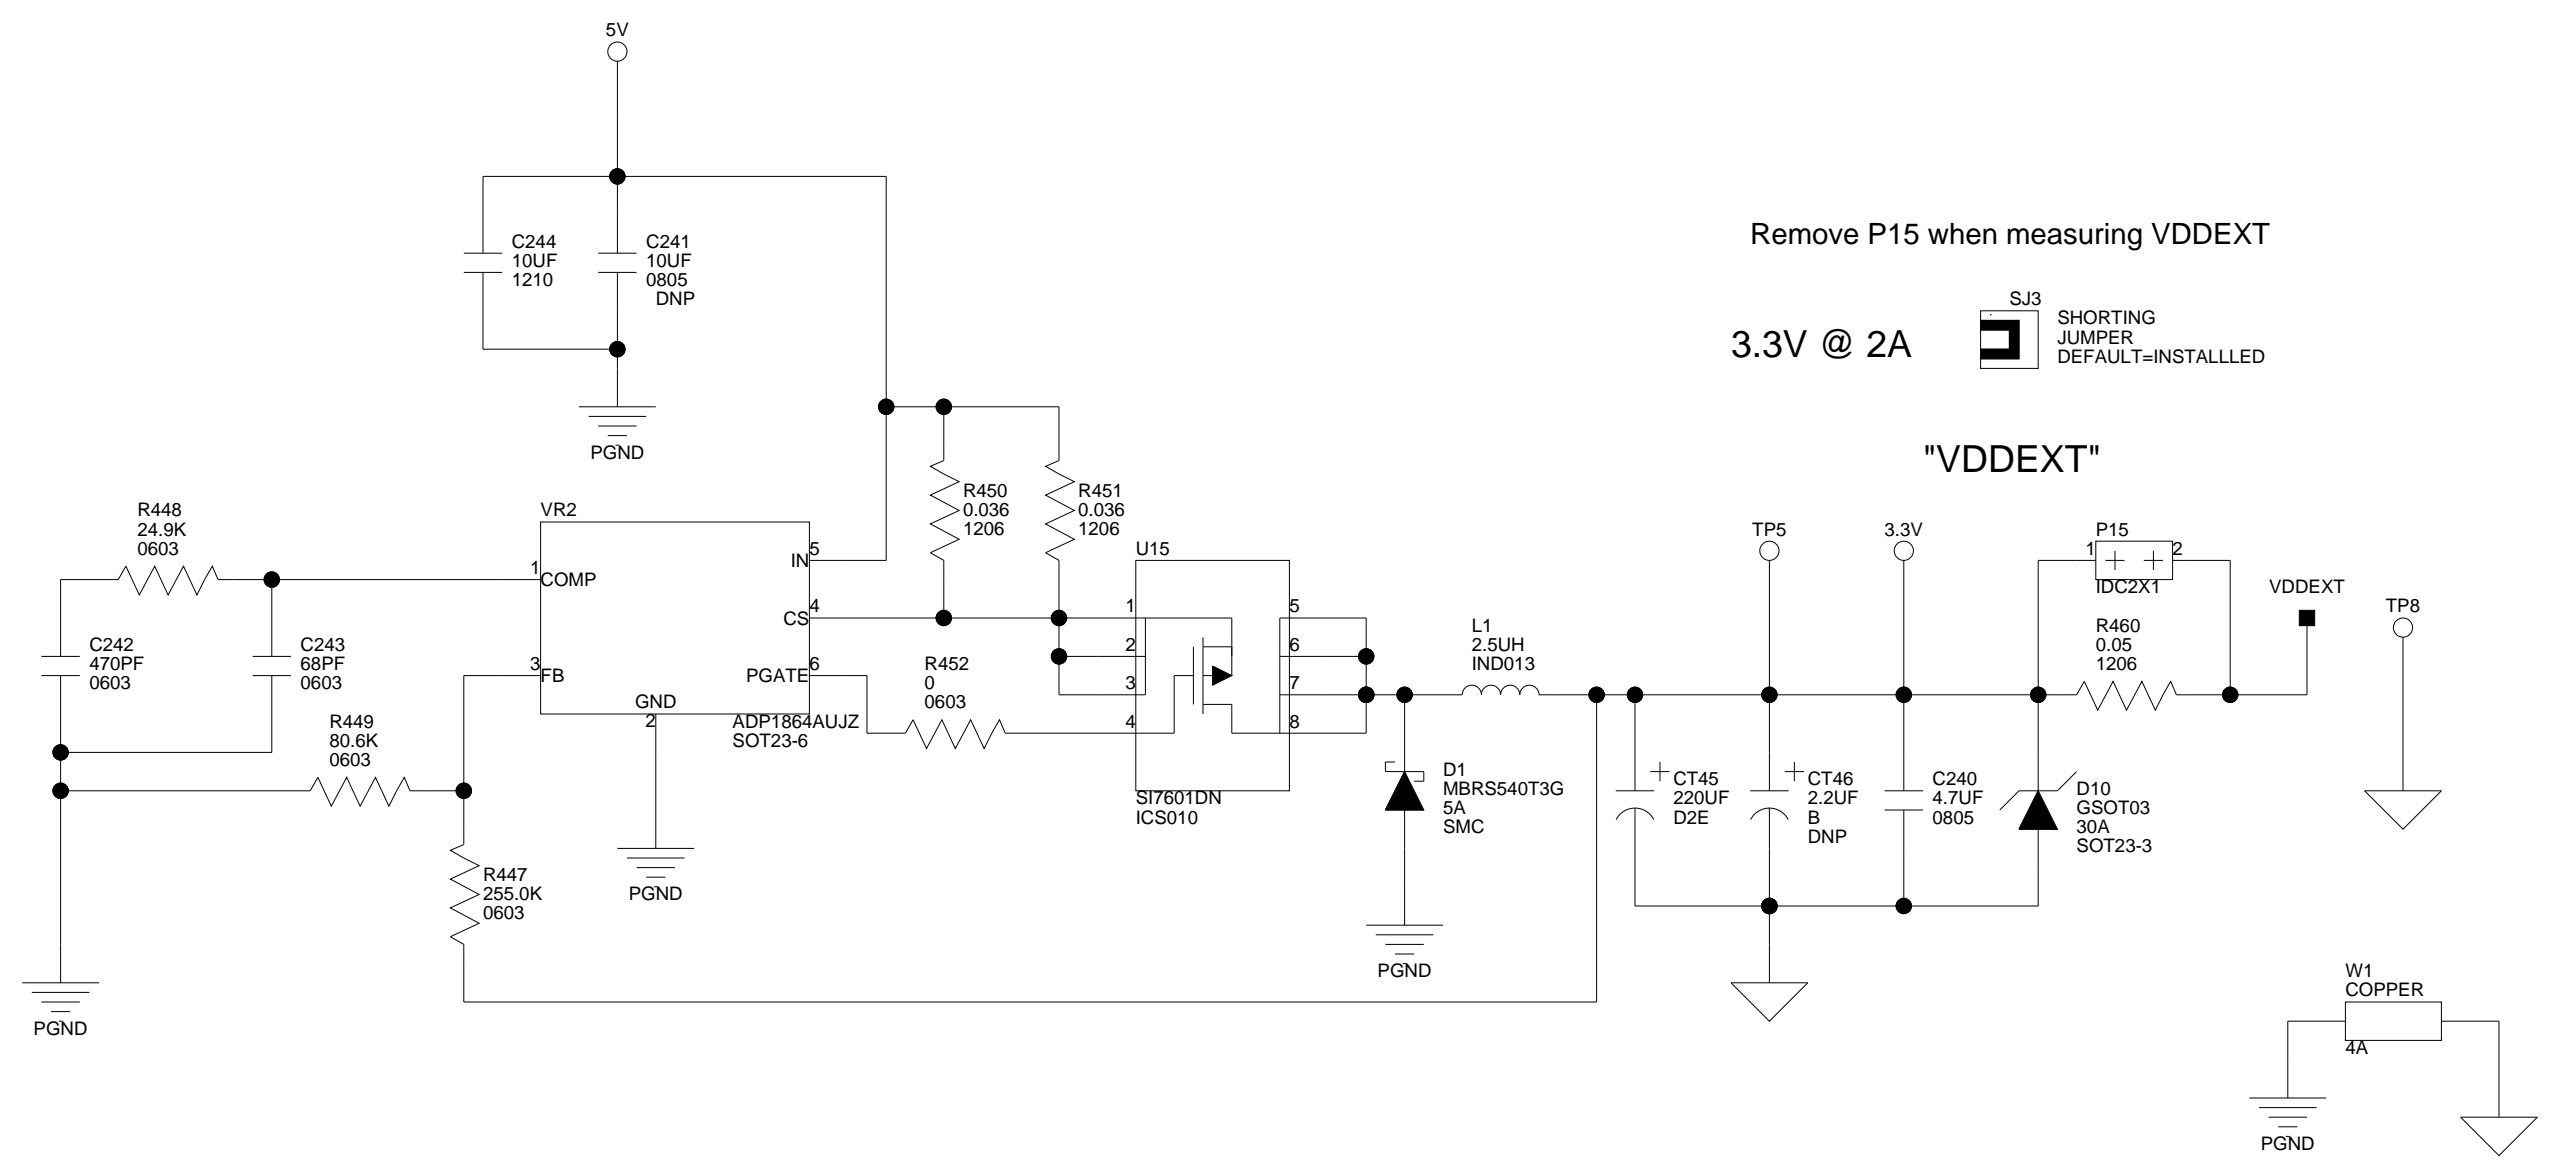 5V
C244
10UF
1210
C241
10UF
0805
DNP
PGND
Remove P15 when measuring VDDEXT
3.3V @ 2A
SJ3
SHORTING
JUMPER
DEFAULT=INSTALLLED
"VDDEXT"
R448
24.9K
0603
C242
470PF
0603
C243
68PF
0603
R449
80.6K
0603
PGND
R447
255.0K
0603
VR2
1
COMP
3
FB
GND
2
5
IN
4
CS
6
PGATE
ADP1864AUJZ
SOT23-6
PGND
R450
0.036
1206
R451
0.036
1206
R452
0
0603
U15
1
2
3
4
5
6
7
8
SI7601DN
ICS010
D1
MBRS540T3G
5A
SMC
PGND
L1
2.5UH
IND013
CT45
220UF
D2E
TP5
CT46
2.2UF
B
DNP
3.3V
C240
4.7UF
0805
D10
GSOT03
30A
SOT23-3
P15
1
2
IDC2X1
R460
0.05
1206
VDDEXT
TP8
W1
COPPER
4A
PGND